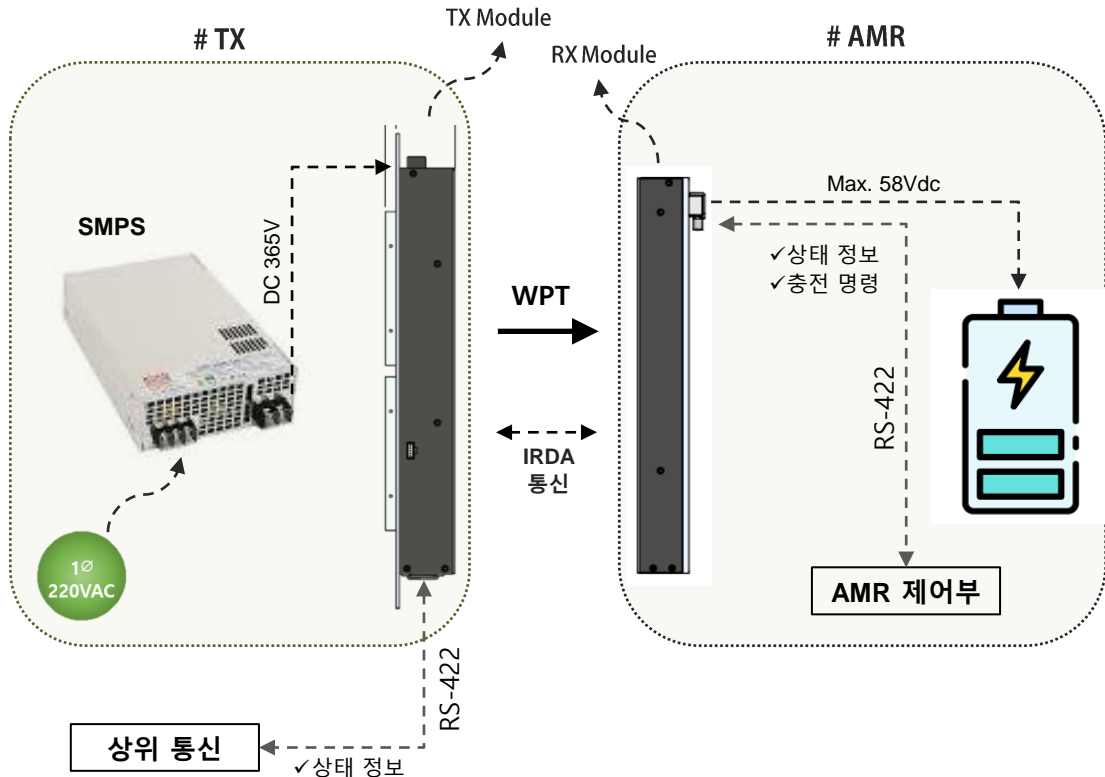 TX Module
# TX
# AMR
RX Module
SMPS
DC 365V
Max. 58Vdc
✓상태 정보
✓충전 명령
WPT
RS-422
IRDA
통신
1Ø
220VAC
AMR 제어부
RS-422
상위 통신
✓상태 정보